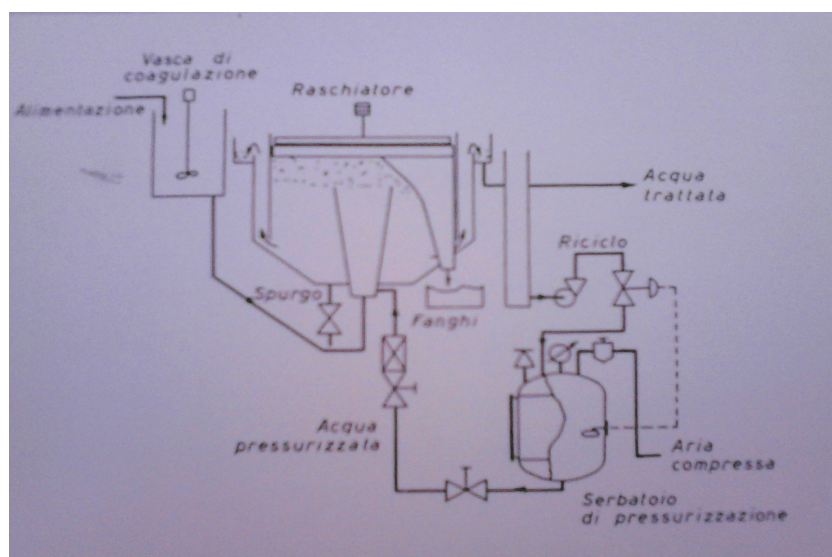 Vasca di
coagulazione
Alimentazione
Raschiatore
Acqua
trattata
Riciclo
Spurgo
Fanghi
Acqua
pressurizzata
Aria
compressa
Serbatoio
di pressurizzazione